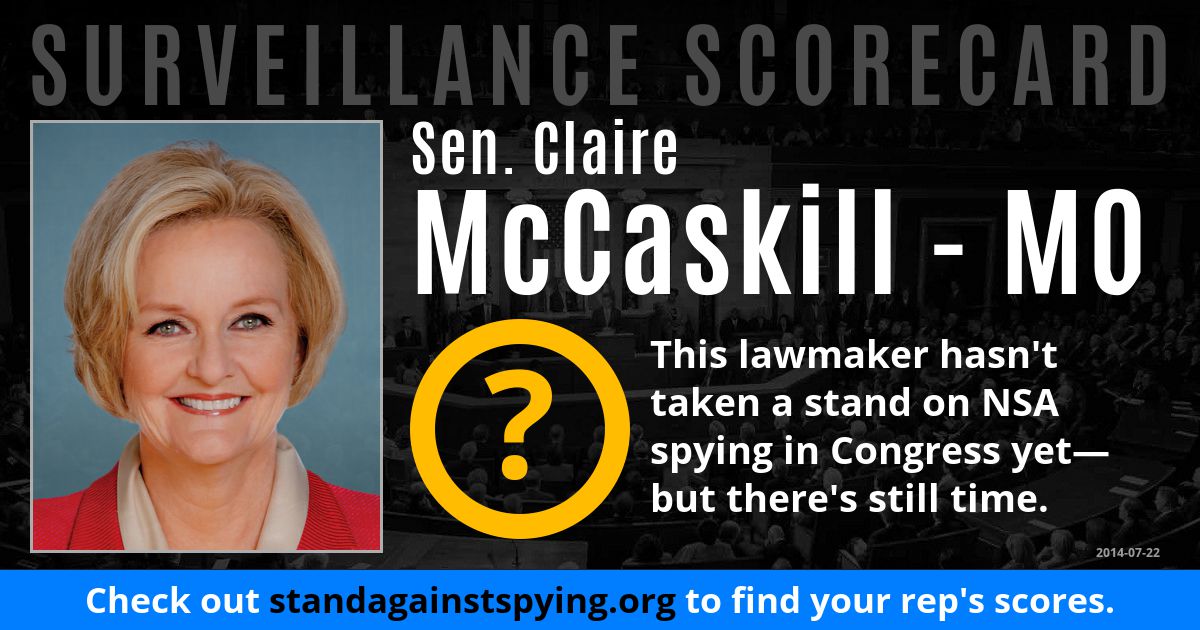 SURVEILLANCE SCORECARD
Sen. Claire
McCaskill - MO
?
This lawmaker hasn't
taken a stand on NSA
spying in Congress yet—
but there's still time.
2014-07-22
Check out standagainstspying.org to find your rep's scores.